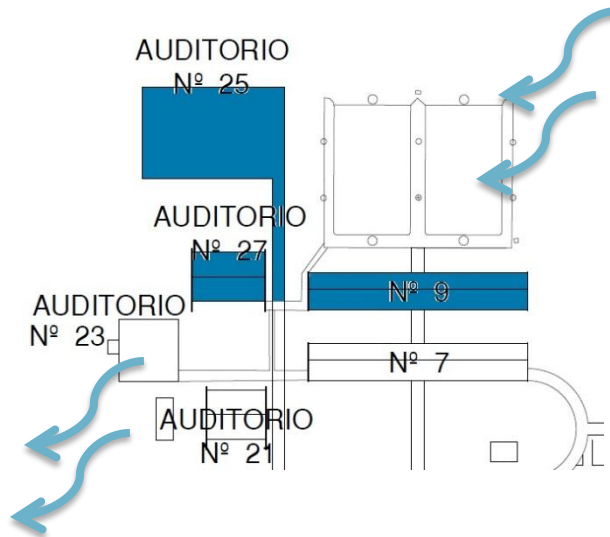 AUDITORIO
Nº 25
AUDITORIO
Nº 27
Nº 9
AUDITORIO
Nº 23
Nº 7
AUDITORIO
Nº 21